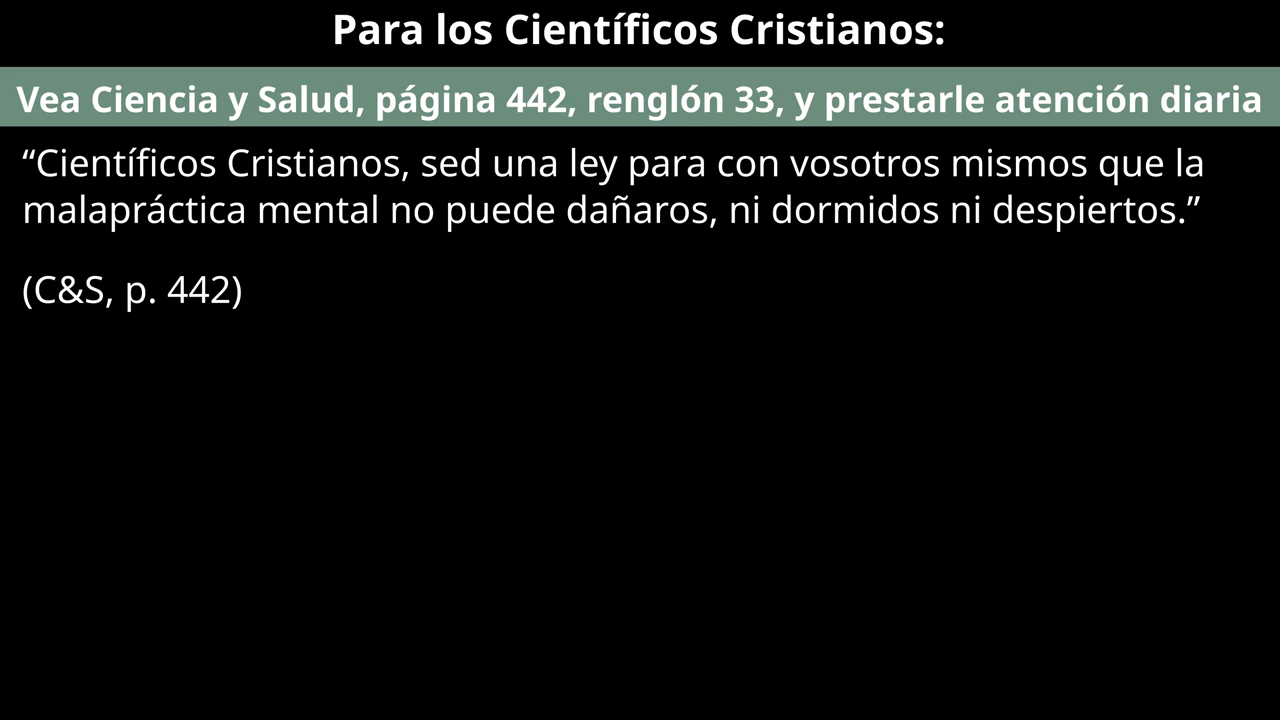 Para los Científicos Cristianos:
Vea Ciencia y Salud, página 442, renglón 33, y prestarle atención diaria
“Científicos Cristianos, sed una ley para con vosotros mismos que la
malapráctica mental no puede dañaros, ni dormidos ni despiertos.”
(C&S, p. 442)